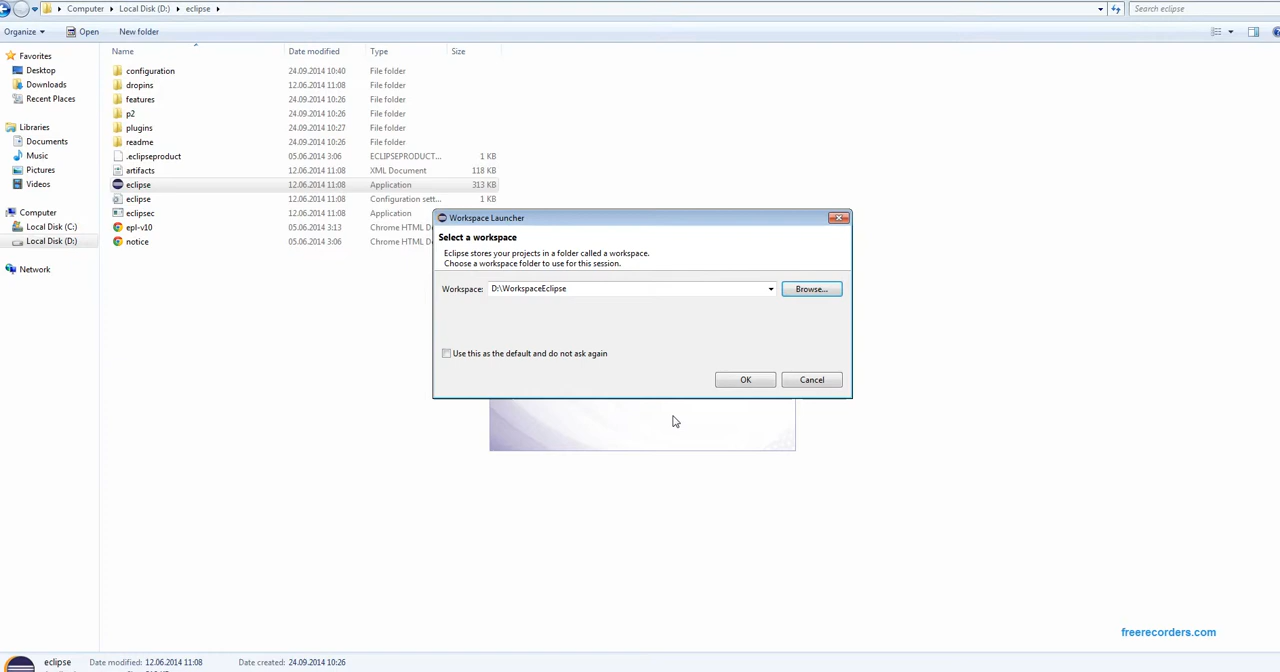 Computer Local Disk (D:) eclipse Search eclipse
Organize Open New folder
Name Date modified Type Size
Favorites
Desktop
Downloads
Recent Places
Libraries
Documents
Music
Pictures
Videos
Computer
Local Disk (C:)
Local Disk (D:)
Network
configuration 24.09.2014 10:40 File folder
dropins 12.06.2014 11:08 File folder
features 24.09.2014 10:26 File folder
p2 24.09.2014 10:26 File folder
plugins 24.09.2014 10:27 File folder
readme 24.09.2014 10:26 File folder
.eclipseproduct 05.06.2014 3:06 ECLIPSEPRODUCT... 1 KB
artifacts 12.06.2014 11:08 XML Document 118 KB
eclipse 12.06.2014 11:08 Application 313 KB
eclipse 12.06.2014 11:08 Configuration sett... 1 KB
eclipsec 12.06.2014 11:08 Application
epl-v10 05.06.2014 3:13 Chrome HTML D
notice 05.06.2014 3:06 Chrome HTML D
Workspace Launcher
Select a workspace
Eclipse stores your projects in a folder called a workspace.
Choose a workspace folder to use for this session.
Workspace: D:\WorkspaceEclipse Browse...
Use this as the default and do not ask again
OK Cancel
freerecorders.com
eclipse Date modified: 12.06.2014 11:08 Date created: 24.09.2014 10:26